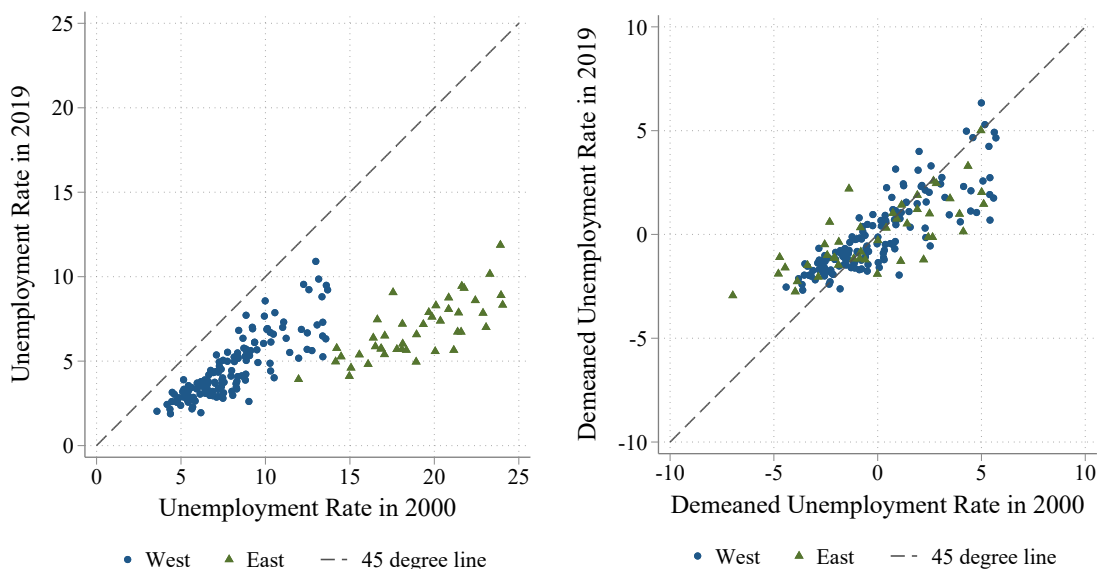 25
20
15
10
5
0
0 5 10 15 20 25
Unemployment Rate in 2019
Unemployment Rate in 2000
West East 45 degree line
10
5
0
-5
-10
-10 -5 0 5 10
Demeaned Unemployment Rate in 2019
Demeaned Unemployment Rate in 2000
West East 45 degree line